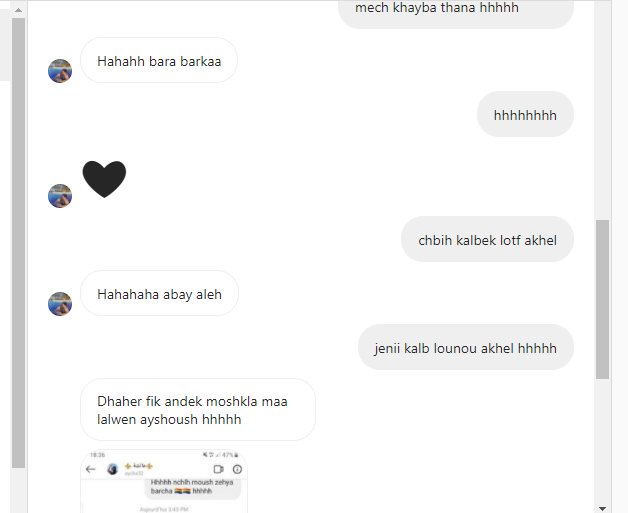 mech khayba thana hhhhh
Hahahh bara barkaa
hhhhhhhh
chbih kalbek lotf akhel
Hahahaha abay aleh
jenii kalb lounou akhel hhhhh
Dhaher fik andek moshkla maa
lalwen ayshoush hhhhh
18:36
47%
Hhhhh nchlh moush zehya
barcha hhhhh
Aujourd'hui 3:43 PM